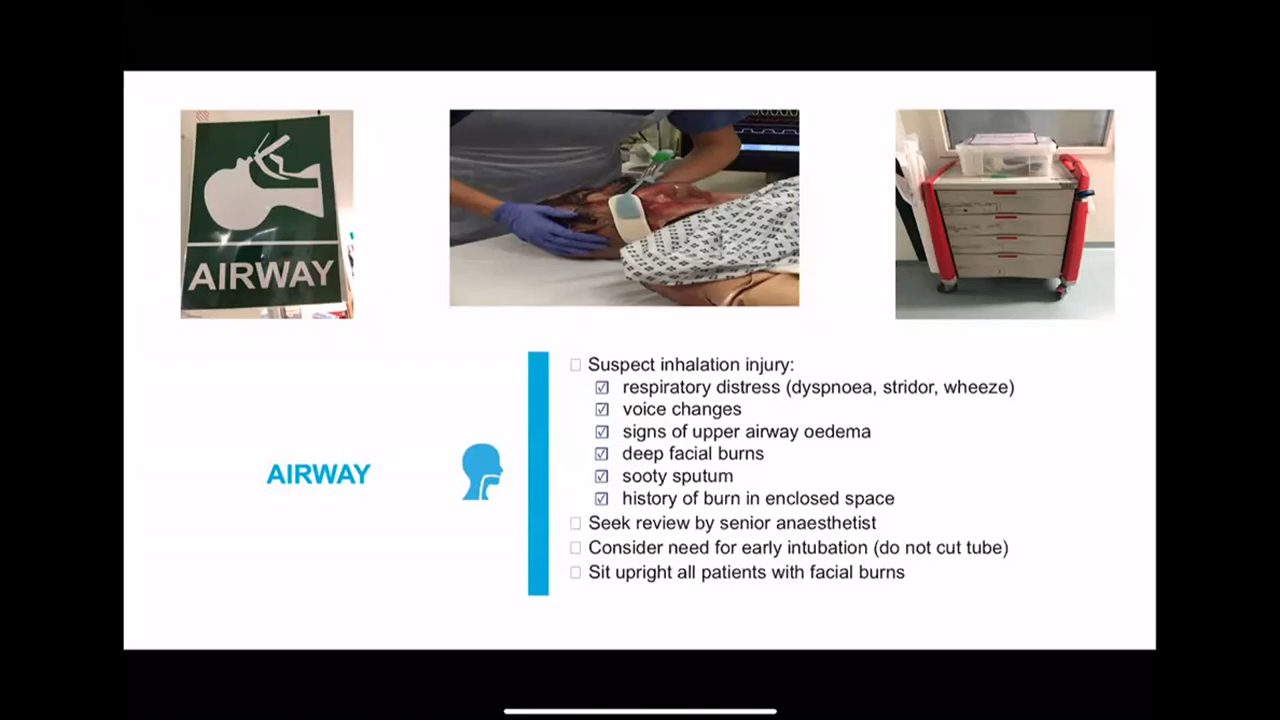 AIRWAY
Suspect inhalation injury:
respiratory distress (dyspnoea, stridor, wheeze)
voice changes
signs of upper airway oedema
deep facial burns
sooty sputum
history of burn in enclosed space
AIRWAY
Seek review by senior anaesthetist
Consider need for early intubation (do not cut tube)
Sit upright all patients with facial burns